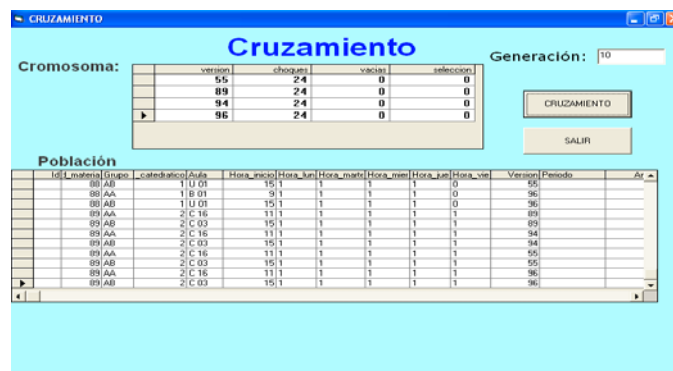 CRUZAMIENTO
Cruzamiento
Generación: 10
Cromosoma:
version choques vacias seleccion
55 24 0 0
89 24 0 0
94 24 0 0
96 24 0 0
CRUZAMIENTO
SALIR
Población
Id d_materia Grupo _catedratico Aula Hora_inicio Hora_lun Hora_marte Hora_mier Hora_jue Hora_vie Version Periodo Ar
88 AB 1 U 01 15 1 1 1 1 0 55
88 AA 1 B 01 9 1 1 1 1 0 96
88 AB 1 U 01 15 1 1 1 1 0 96
89 AA 2 C 16 11 1 1 1 1 1 89
89 AB 2 C 03 15 1 1 1 1 1 89
89 AA 2 C 16 11 1 1 1 1 1 94
89 AB 2 C 03 15 1 1 1 1 1 94
89 AA 2 C 16 11 1 1 1 1 1 55
89 AB 2 C 03 15 1 1 1 1 1 55
89 AA 2 C 16 11 1 1 1 1 1 96
89 AB 2 C 03 15 1 1 1 1 1 96